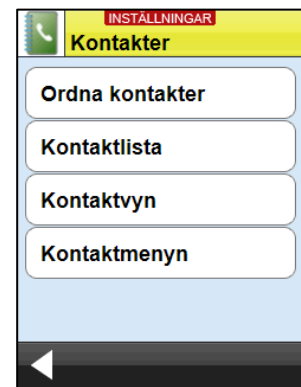 INSTÄLLNINGAR
Kontakter
Ordna kontakter
Kontaktlista
Kontaktvyn
Kontaktmenyn